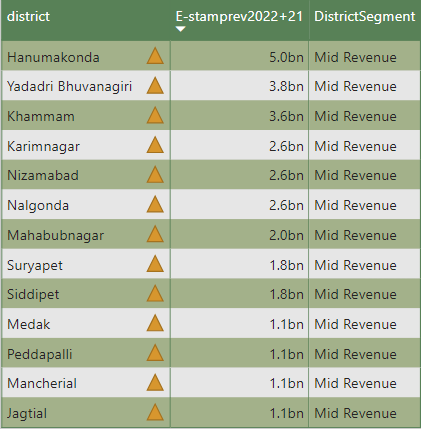 district E-stamprev2022+21 DistrictSegment
Hanumakonda 5.0bn Mid Revenue
Yadadri Bhuvanagiri 3.8bn Mid Revenue
Khammam 3.6bn Mid Revenue
Karimnagar 2.6bn Mid Revenue
Nizamabad 2.6bn Mid Revenue
Nalgonda 2.6bn Mid Revenue
Mahabubnagar 2.0bn Mid Revenue
Suryapet 1.8bn Mid Revenue
Siddipet 1.8bn Mid Revenue
Medak 1.1bn Mid Revenue
Peddapalli 1.1bn Mid Revenue
Mancherial 1.1bn Mid Revenue
Jagtial 1.1bn Mid Revenue